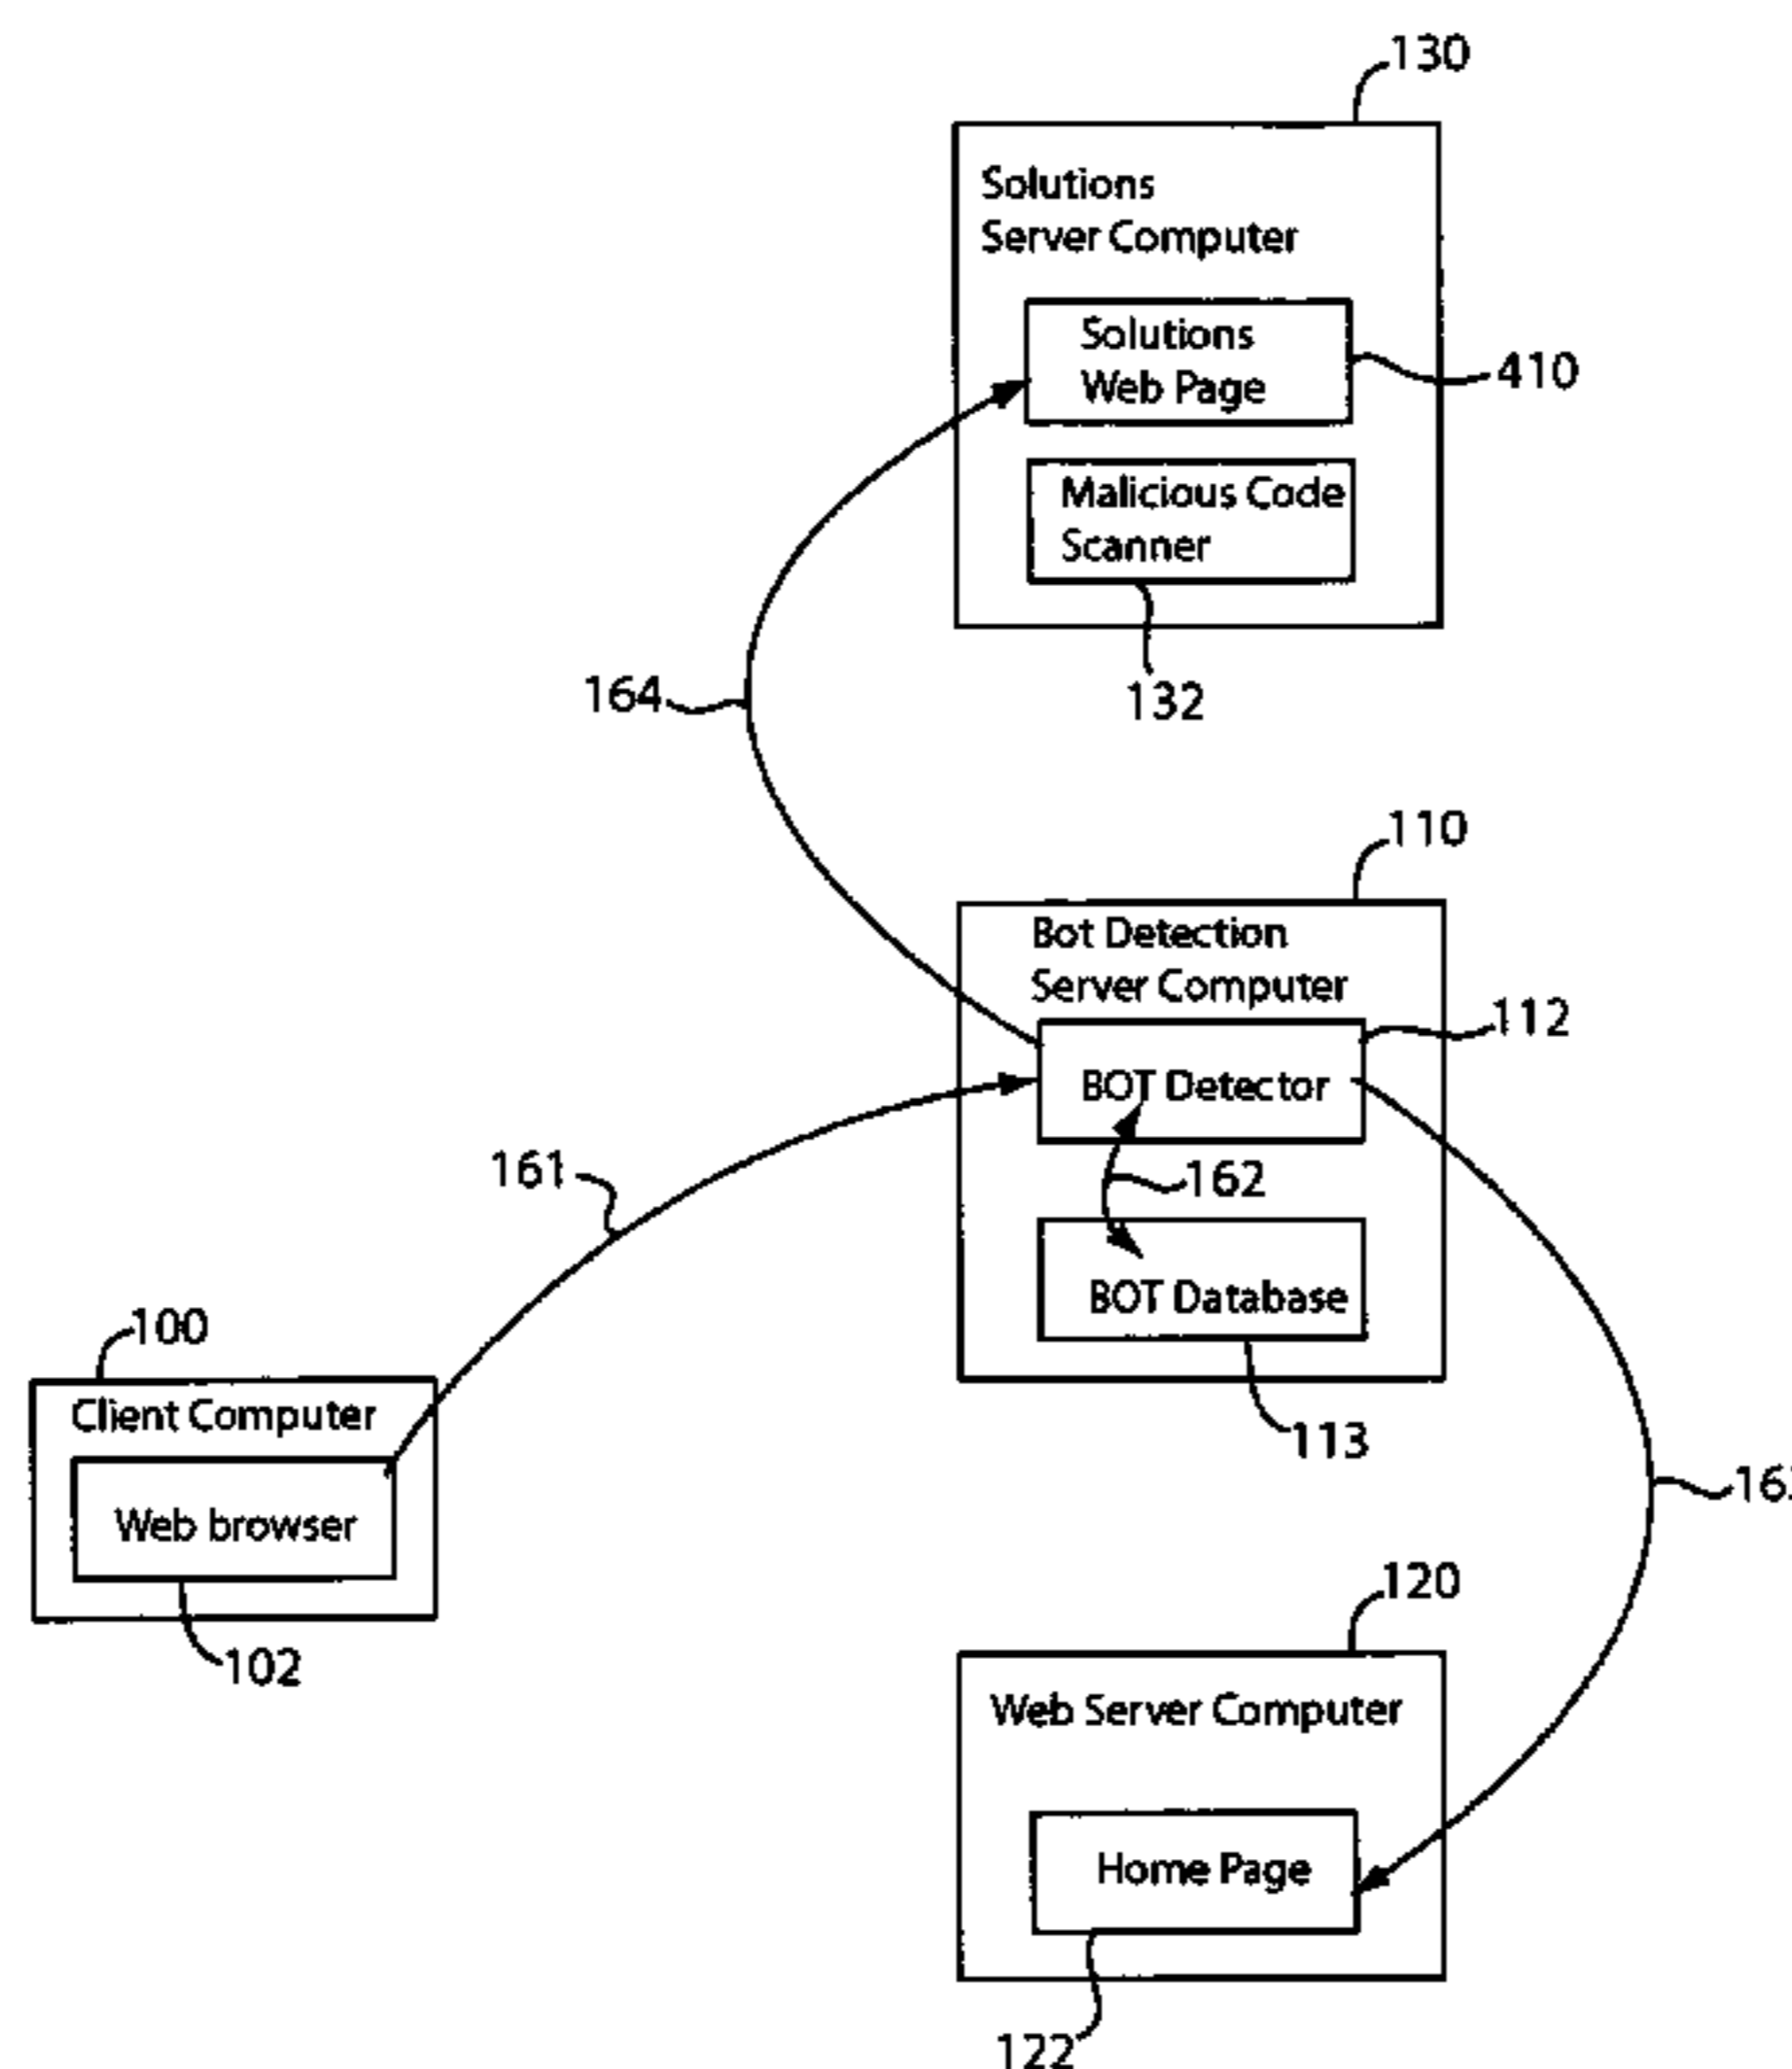 130
Solutions
Server Computer
Solutions
Web Page
410
Malicious Code
Scanner
164
132
110
Bot Detection
Server Computer
112
BOT Detector
161
162
BOT Database
100
Client Computer
113
Web browser
120
102
Web Server Computer
Home Page
122